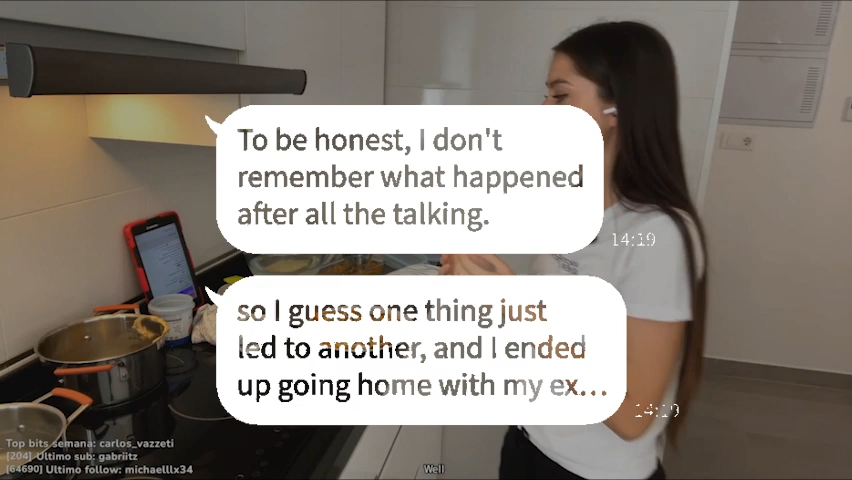 To be honest, I don't
remember what happened
after all the talking.
14:19
so I guess one thing just
led to another, and I ended
up going home with my ex...
14:19
Top bits semana: carlos_vazzeti
[204] Ultimo sub: gabriitz
[64690] Ultimo follow: michaelllx34
Well